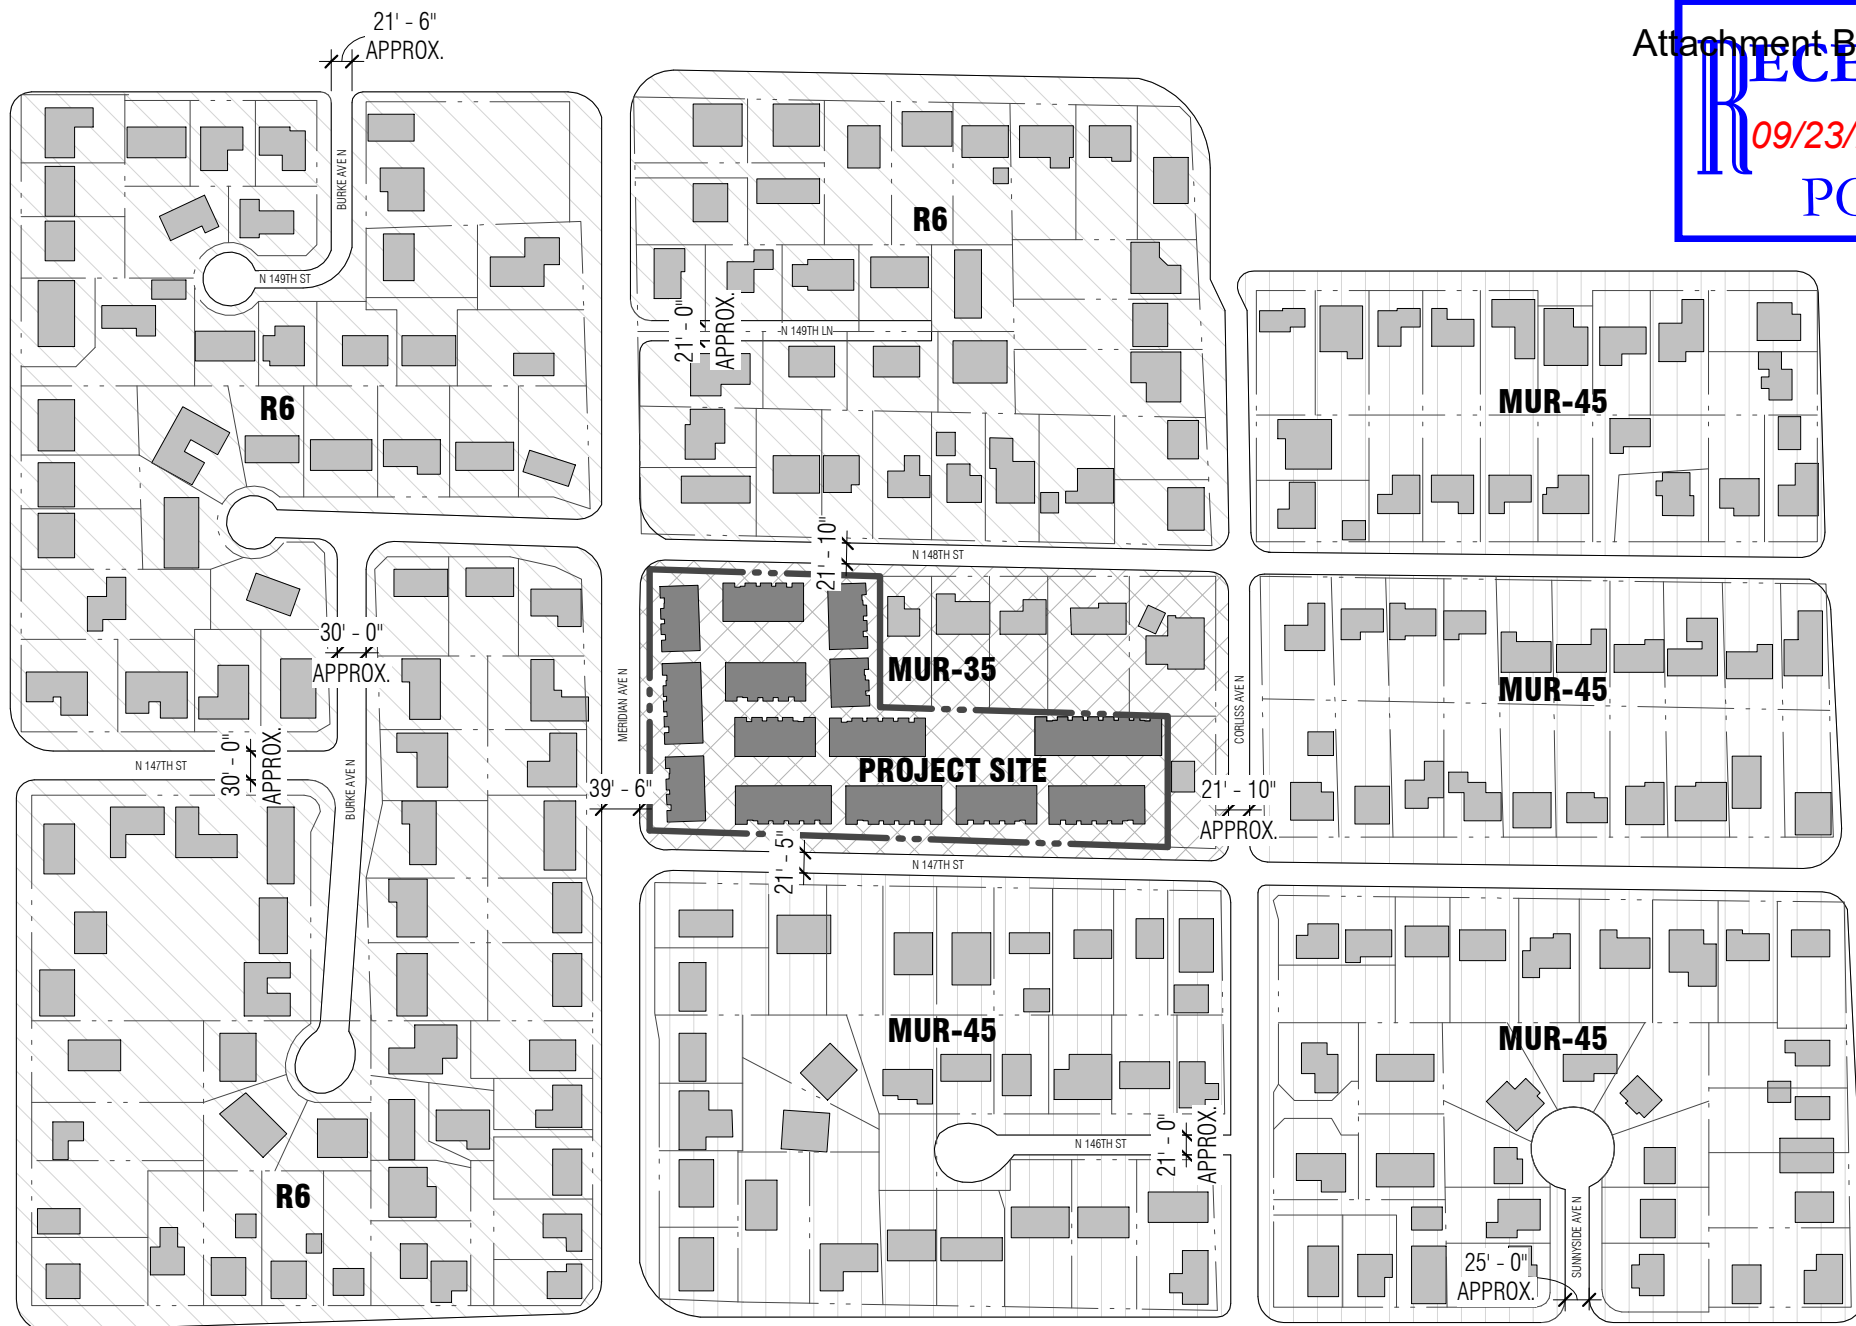 21' - 6"
APPROX.
Attachment B
RECE
09/23/
PC
BURKE AVE N
N 149TH ST
R6
R6
21' - 0"
APPROX.
N 149TH LN
MUR-45
21' - 10"
N 148TH ST
30' - 0"
APPROX.
MERIDIAN AVE N
MUR-35
CORLISS AVE N
MUR-45
N 147TH ST
30' - 0"
APPROX.
BURKE AVE N
39' - 6"
PROJECT SITE
21' - 10"
APPROX.
21' - 5"
N 147TH ST
MUR-45
MUR-45
N 146TH ST
21' - 0"
APPROX.
R6
SUNNYSIDE AVE N
25' - 0"
APPROX.